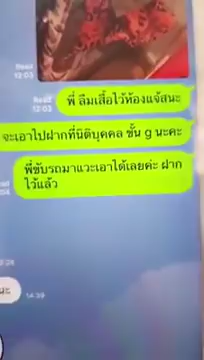 Read
12:03
Read
12:03
พี่ ลืมเสื้อไว้ห้องแจ้สนะ
จะเอาไปฝากที่นิติบุคคล ชั้น g นะคะ
พี่ขับรถมาแวะเอาได้เลยค่ะ ฝาก
ไว้แล้ว
นะ
14:39